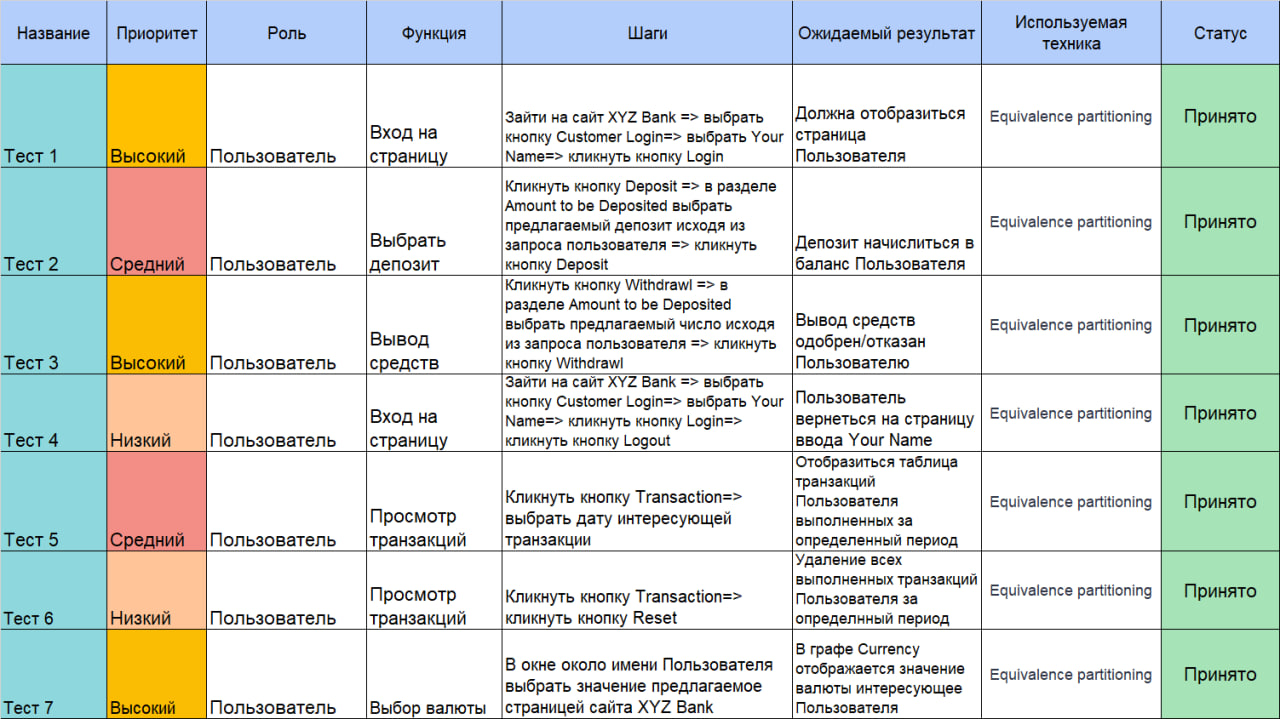 Название
Приоритет
Роль
Функция
Шаги
Ожидаемый результат
Используемая
техника
Статус
Тест 1
Высокий
Пользователь
Вход на
страницу
Зайти на сайт XYZ Bank => выбрать
кнопку Customer Login=> выбрать Your
Name=> кликнуть кнопку Login
Должна отобразиться
страница
Пользователя
Equivalence partitioning
Принято
Тест 2
Средний
Пользователь
Выбрать
депозит
Кликнуть кнопку Deposit => в разделе
Amount to be Deposited выбрать
предлагаемый депозит исходя из
запроса пользователя => кликнуть
кнопку Deposit
Депозит начислиться в
баланс Пользователя
Equivalence partitioning
Принято
Тест 3
Высокий
Пользователь
Вывод
средств
Кликнуть кнопку Withdrawl => в
разделе Amount to be Deposited
выбрать предлагаемый число исходя
из запроса пользователя => кликнуть
кнопку Withdrawl
Вывод средств
одобрен/отказан
Пользователю
Equivalence partitioning
Принято
Тест 4
Низкий
Пользователь
Вход на
страницу
Зайти на сайт XYZ Bank => выбрать
кнопку Customer Login=> выбрать Your
Name=> кликнуть кнопку Login=>
кликнуть кнопку Logout
Пользователь
вернеться на страницу
ввода Your Name
Equivalence partitioning
Принято
Тест 5
Средний
Пользователь
Просмотр
транзакций
Кликнуть кнопку Transaction=>
выбрать дату интересующей
транзакции
Отобразиться таблица
транзакций
Пользователя
выполненных за
определенный период
Equivalence partitioning
Принято
Тест 6
Низкий
Пользователь
Просмотр
транзакций
Кликнуть кнопку Transaction=>
кликнуть кнопку Reset
Удаление всех
выполненных транзакций
Пользователя за
определнный период
Equivalence partitioning
Принято
Тест 7
Высокий
Пользователь
Выбор валюты
В окне около имени Пользователя
выбрать значение предлагаемое
страницей сайта XYZ Bank
В графе Currency
отображается значение
валюты интересующее
Пользователя
Equivalence partitioning
Принято